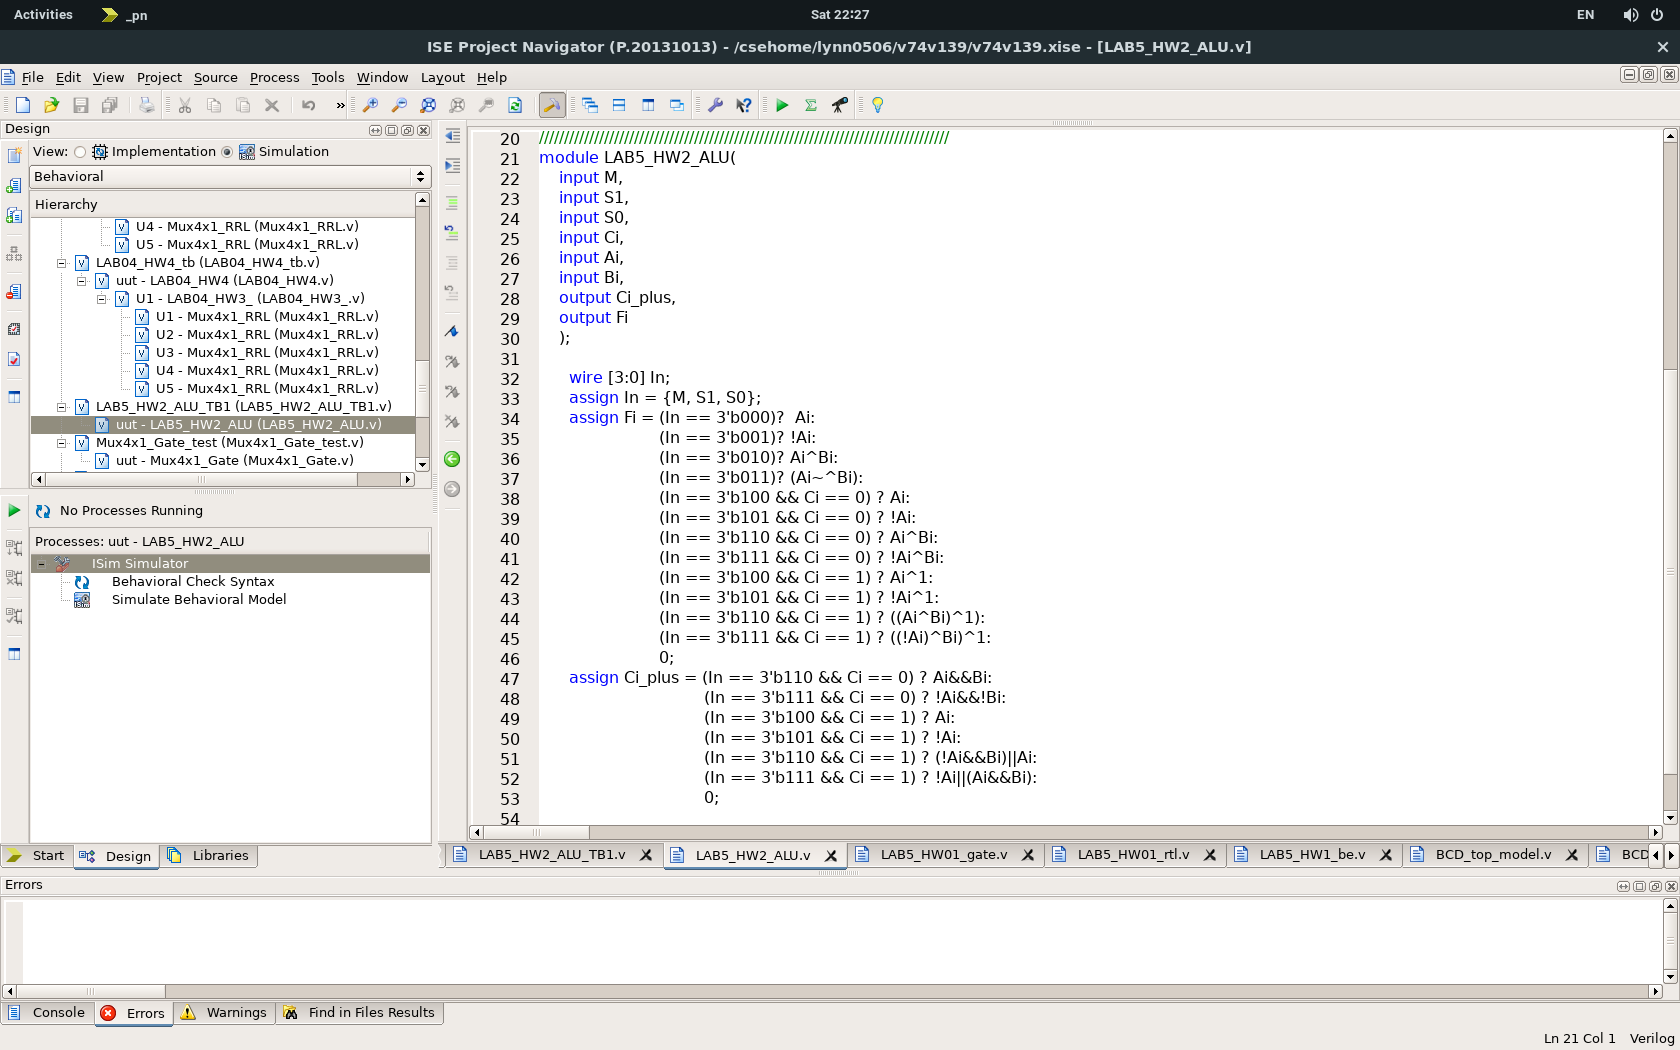 Activities
_pn
Sat 22:27
EN
ISE Project Navigator (P.20131013) - /csehome/lynn0506/v74v139/v74v139.xise - [LAB5_HW2_ALU.v]
File Edit View Project Source Process Tools Window Layout Help
»
Design
View: Implementation Simulation
Behavioral
Hierarchy
U4 - Mux4x1_RRL (Mux4x1_RRL.v)
U5 - Mux4x1_RRL (Mux4x1_RRL.v)
LAB04_HW4_tb (LAB04_HW4_tb.v)
uut - LAB04_HW4 (LAB04_HW4.v)
U1 - LAB04_HW3_ (LAB04_HW3_.v)
U1 - Mux4x1_RRL (Mux4x1_RRL.v)
U2 - Mux4x1_RRL (Mux4x1_RRL.v)
U3 - Mux4x1_RRL (Mux4x1_RRL.v)
U4 - Mux4x1_RRL (Mux4x1_RRL.v)
U5 - Mux4x1_RRL (Mux4x1_RRL.v)
LAB5_HW2_ALU_TB1 (LAB5_HW2_ALU_TB1.v)
uut - LAB5_HW2_ALU (LAB5_HW2_ALU.v)
Mux4x1_Gate_test (Mux4x1_Gate_test.v)
uut - Mux4x1_Gate (Mux4x1_Gate.v)
No Processes Running
Processes: uut - LAB5_HW2_ALU
ISim Simulator
Behavioral Check Syntax
Simulate Behavioral Model
Start Design Libraries
20 //////////////////////////////////////////////////////////////////////////////////
21 module LAB5_HW2_ALU(
22 input M,
23 input S1,
24 input S0,
25 input Ci,
26 input Ai,
27 input Bi,
28 output Ci_plus,
29 output Fi
30 );
31
32 wire [3:0] In;
33 assign In = {M, S1, S0};
34 assign Fi = (In == 3'b000)?  Ai:
35 (In == 3'b001)? !Ai:
36 (In == 3'b010)? Ai^Bi:
37 (In == 3'b011)? (Ai~^Bi):
38 (In == 3'b100 && Ci == 0) ? Ai:
39 (In == 3'b101 && Ci == 0) ? !Ai:
40 (In == 3'b110 && Ci == 0) ? Ai^Bi:
41 (In == 3'b111 && Ci == 0) ? !Ai^Bi:
42 (In == 3'b100 && Ci == 1) ? Ai^1:
43 (In == 3'b101 && Ci == 1) ? !Ai^1:
44 (In == 3'b110 && Ci == 1) ? ((Ai^Bi)^1):
45 (In == 3'b111 && Ci == 1) ? ((!Ai)^Bi)^1:
46 0;
47 assign Ci_plus = (In == 3'b110 && Ci == 0) ? Ai&&Bi:
48 (In == 3'b111 && Ci == 0) ? !Ai&&!Bi:
49 (In == 3'b100 && Ci == 1) ? Ai:
50 (In == 3'b101 && Ci == 1) ? !Ai:
51 (In == 3'b110 && Ci == 1) ? (!Ai&&Bi)||Ai:
52 (In == 3'b111 && Ci == 1) ? !Ai||(Ai&&Bi):
53 0;
54
LAB5_HW2_ALU_TB1.v LAB5_HW2_ALU.v LAB5_HW01_gate.v LAB5_HW01_rtl.v LAB5_HW1_be.v BCD_top_model.v BCD
Errors
Console Errors Warnings Find in Files Results
Ln 21 Col 1 Verilog